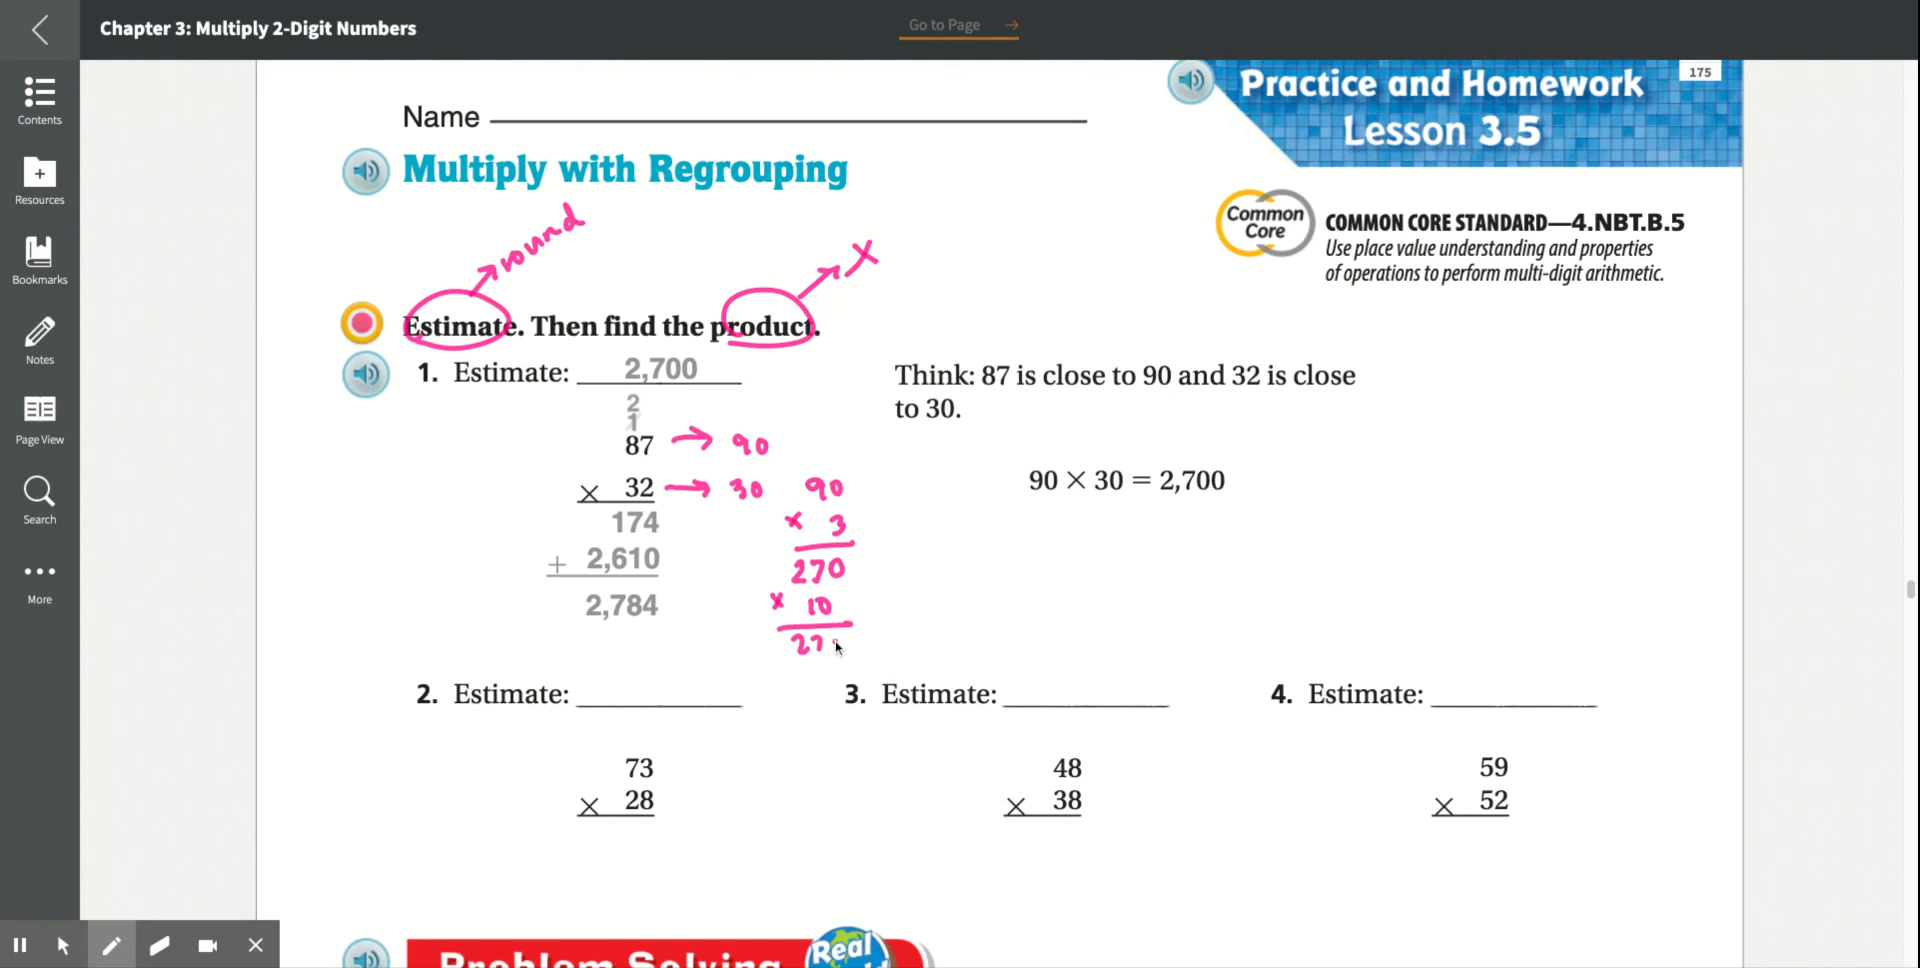 Chapter 3: Multiply 2-Digit Numbers
Go to Page →
Contents
Resources
Bookmarks
Notes
Page View
Search
More
175
Practice and Homework
Lesson 3.5
Name
Multiply with Regrouping
Common Core
COMMON CORE STANDARD—4.NBT.B.5
Use place value understanding and properties
of operations to perform multi-digit arithmetic.
round
X
Estimate. Then find the product.
1. Estimate: 2,700
Think: 87 is close to 90 and 32 is close
to 30.
2
1
87 → 90
× 32 → 30
174
+ 2,610
2,784
90
× 3
270
× 10
27
90 × 30 = 2,700
2. Estimate:
73
× 28
3. Estimate:
48
× 38
4. Estimate:
59
× 52
Problem Solving
Real